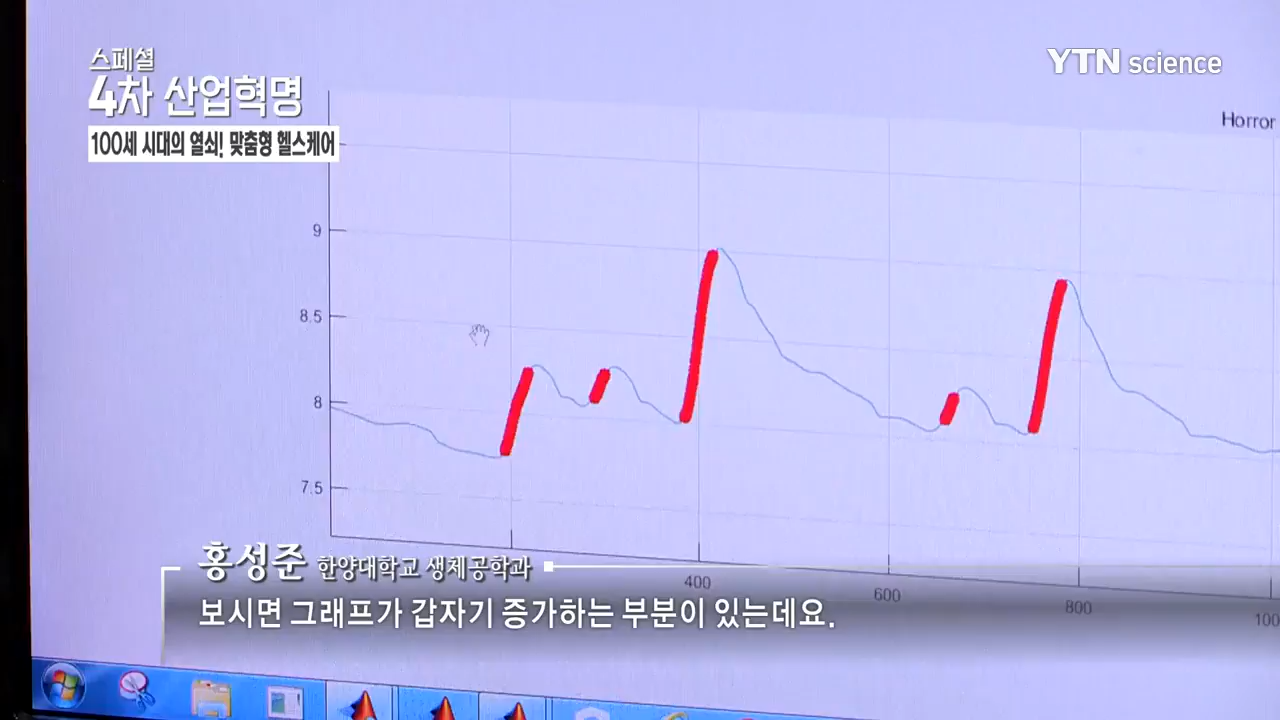 스페셜
4차 산업혁명
100세 시대의 열쇠! 맞춤형 헬스케어
YTN science
Horror
9
8.5
8
7.5
400
600
800
홍성준 한양대학교 생체공학과
보시면 그래프가 갑자기 증가하는 부분이 있는데요.